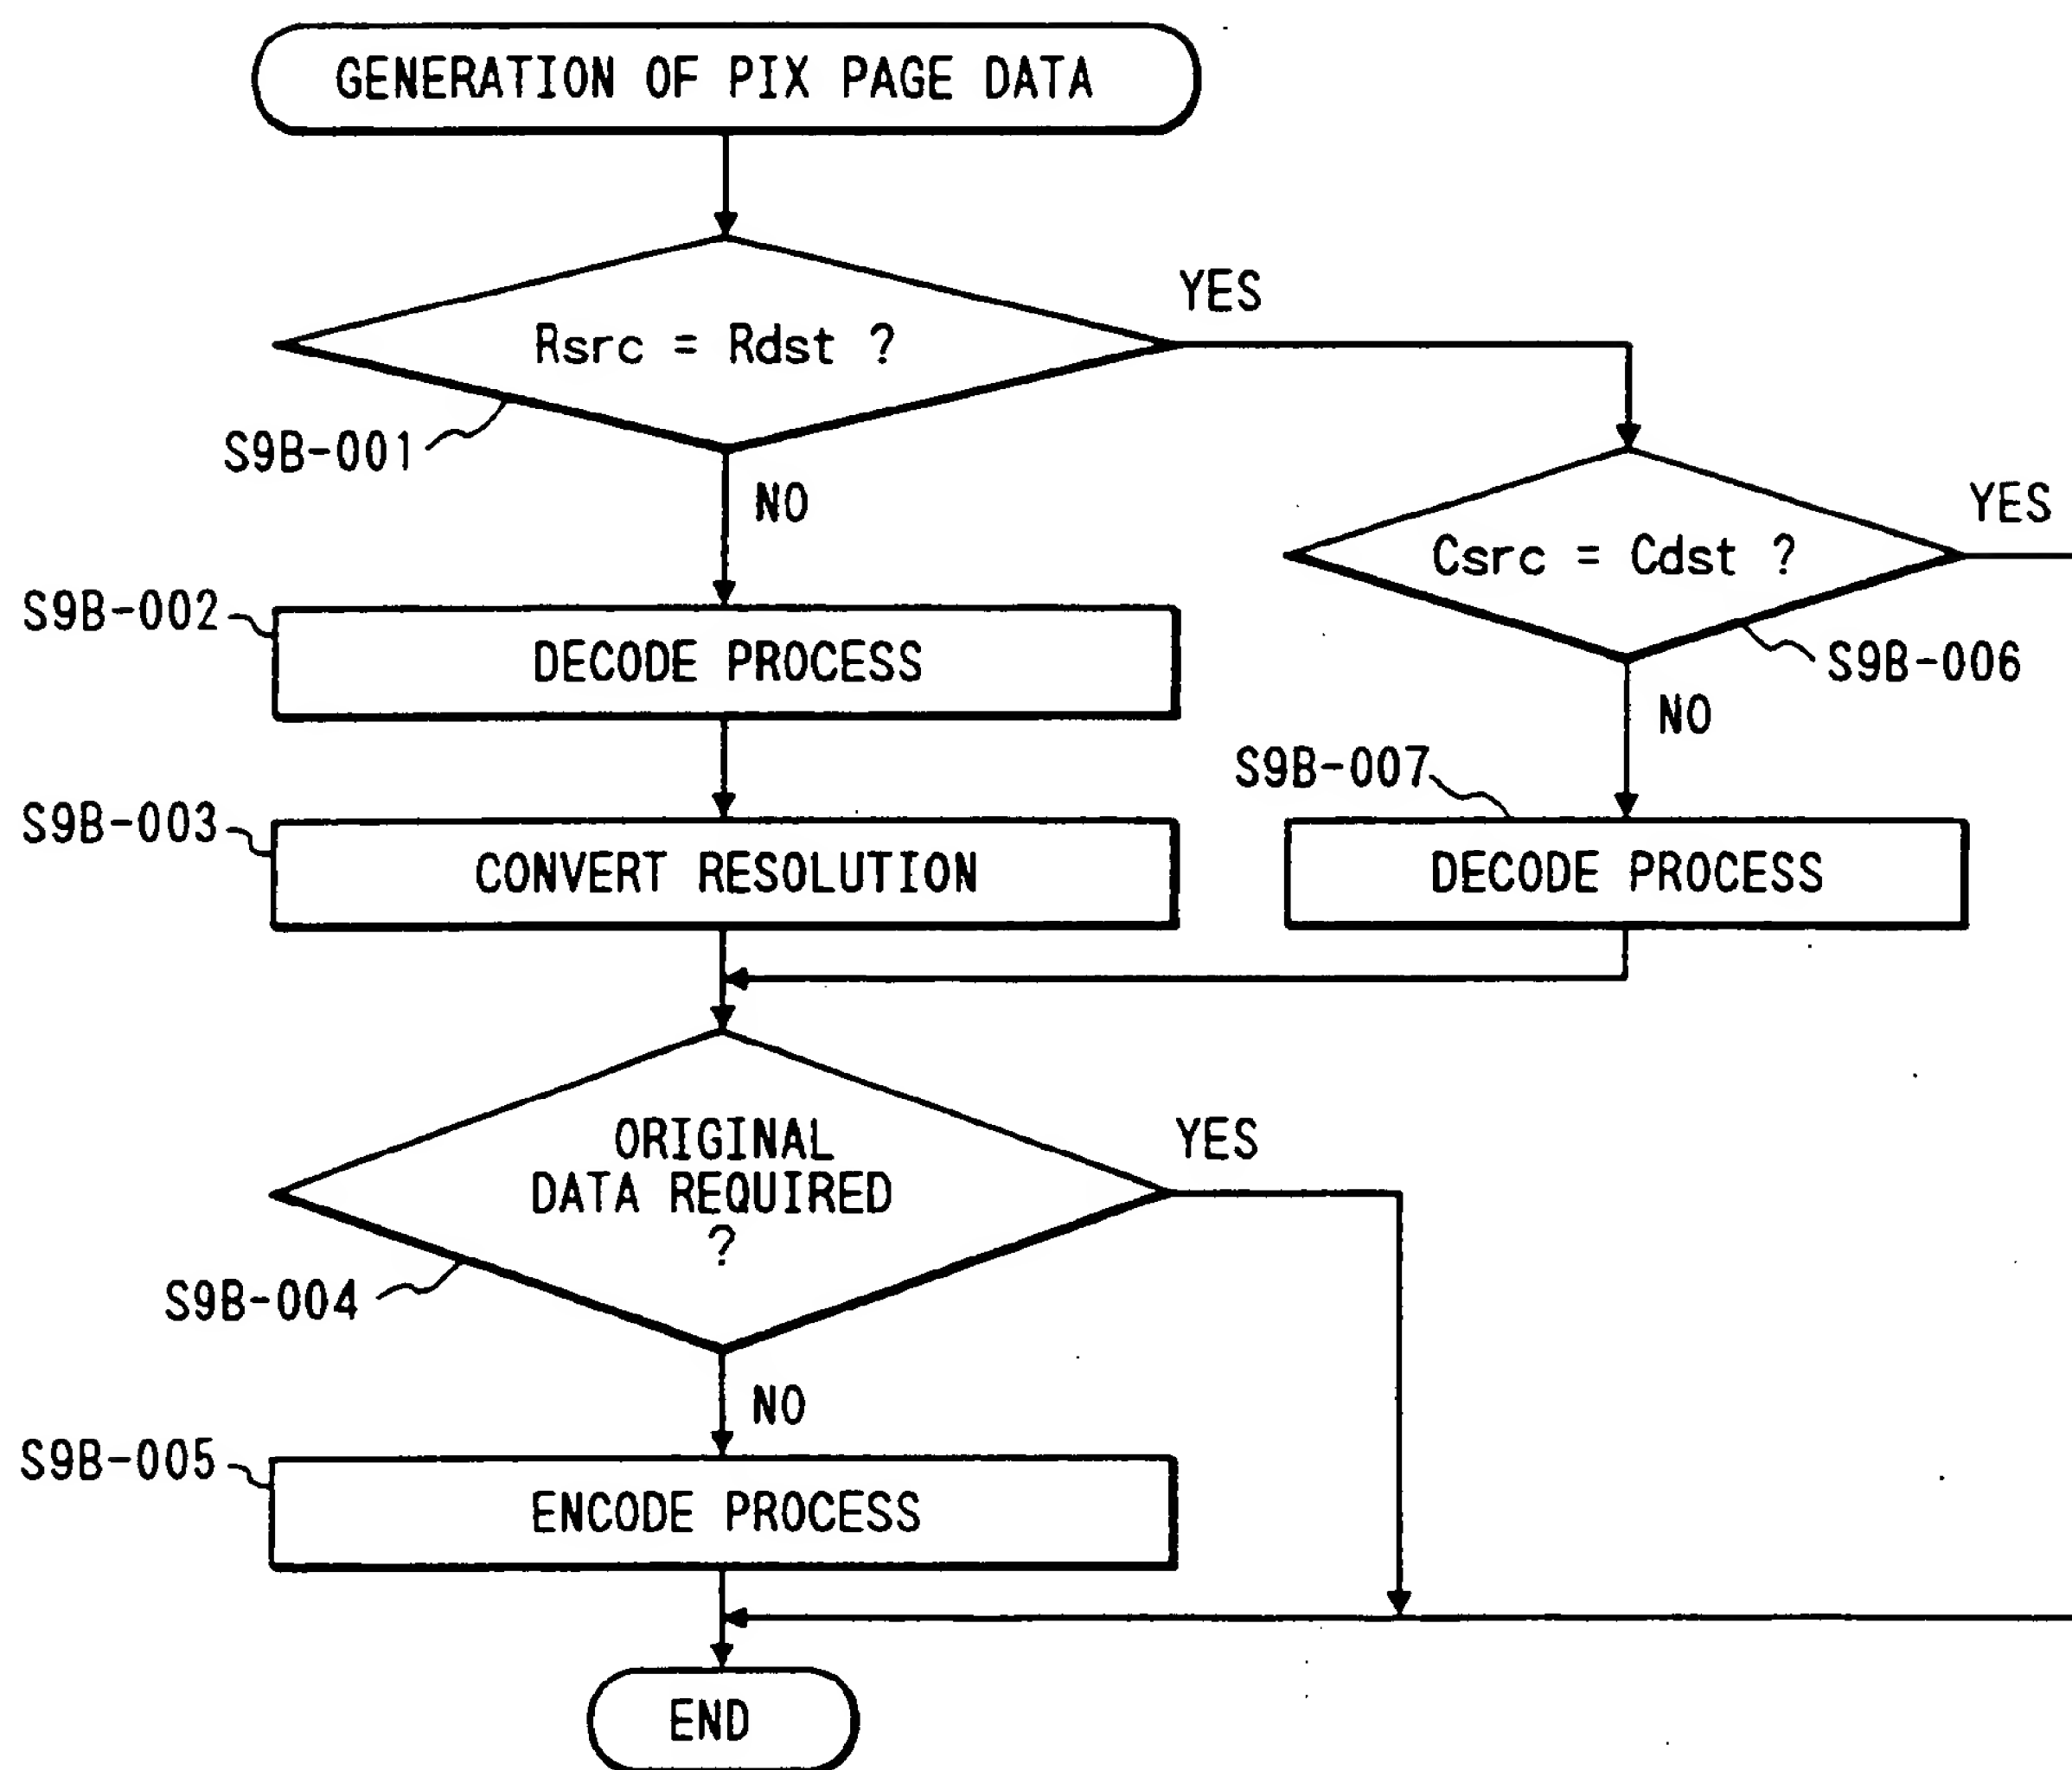 GENERATION OF PIX PAGE DATA
Rsrc = Rdst ?
YES
S9B-001
NO
Csrc = Cdst ?
YES
S9B-006
NO
S9B-002
DECODE PROCESS
S9B-003
CONVERT RESOLUTION
S9B-007
DECODE PROCESS
ORIGINAL
DATA REQUIRED
?
YES
S9B-004
NO
S9B-005
ENCODE PROCESS
END